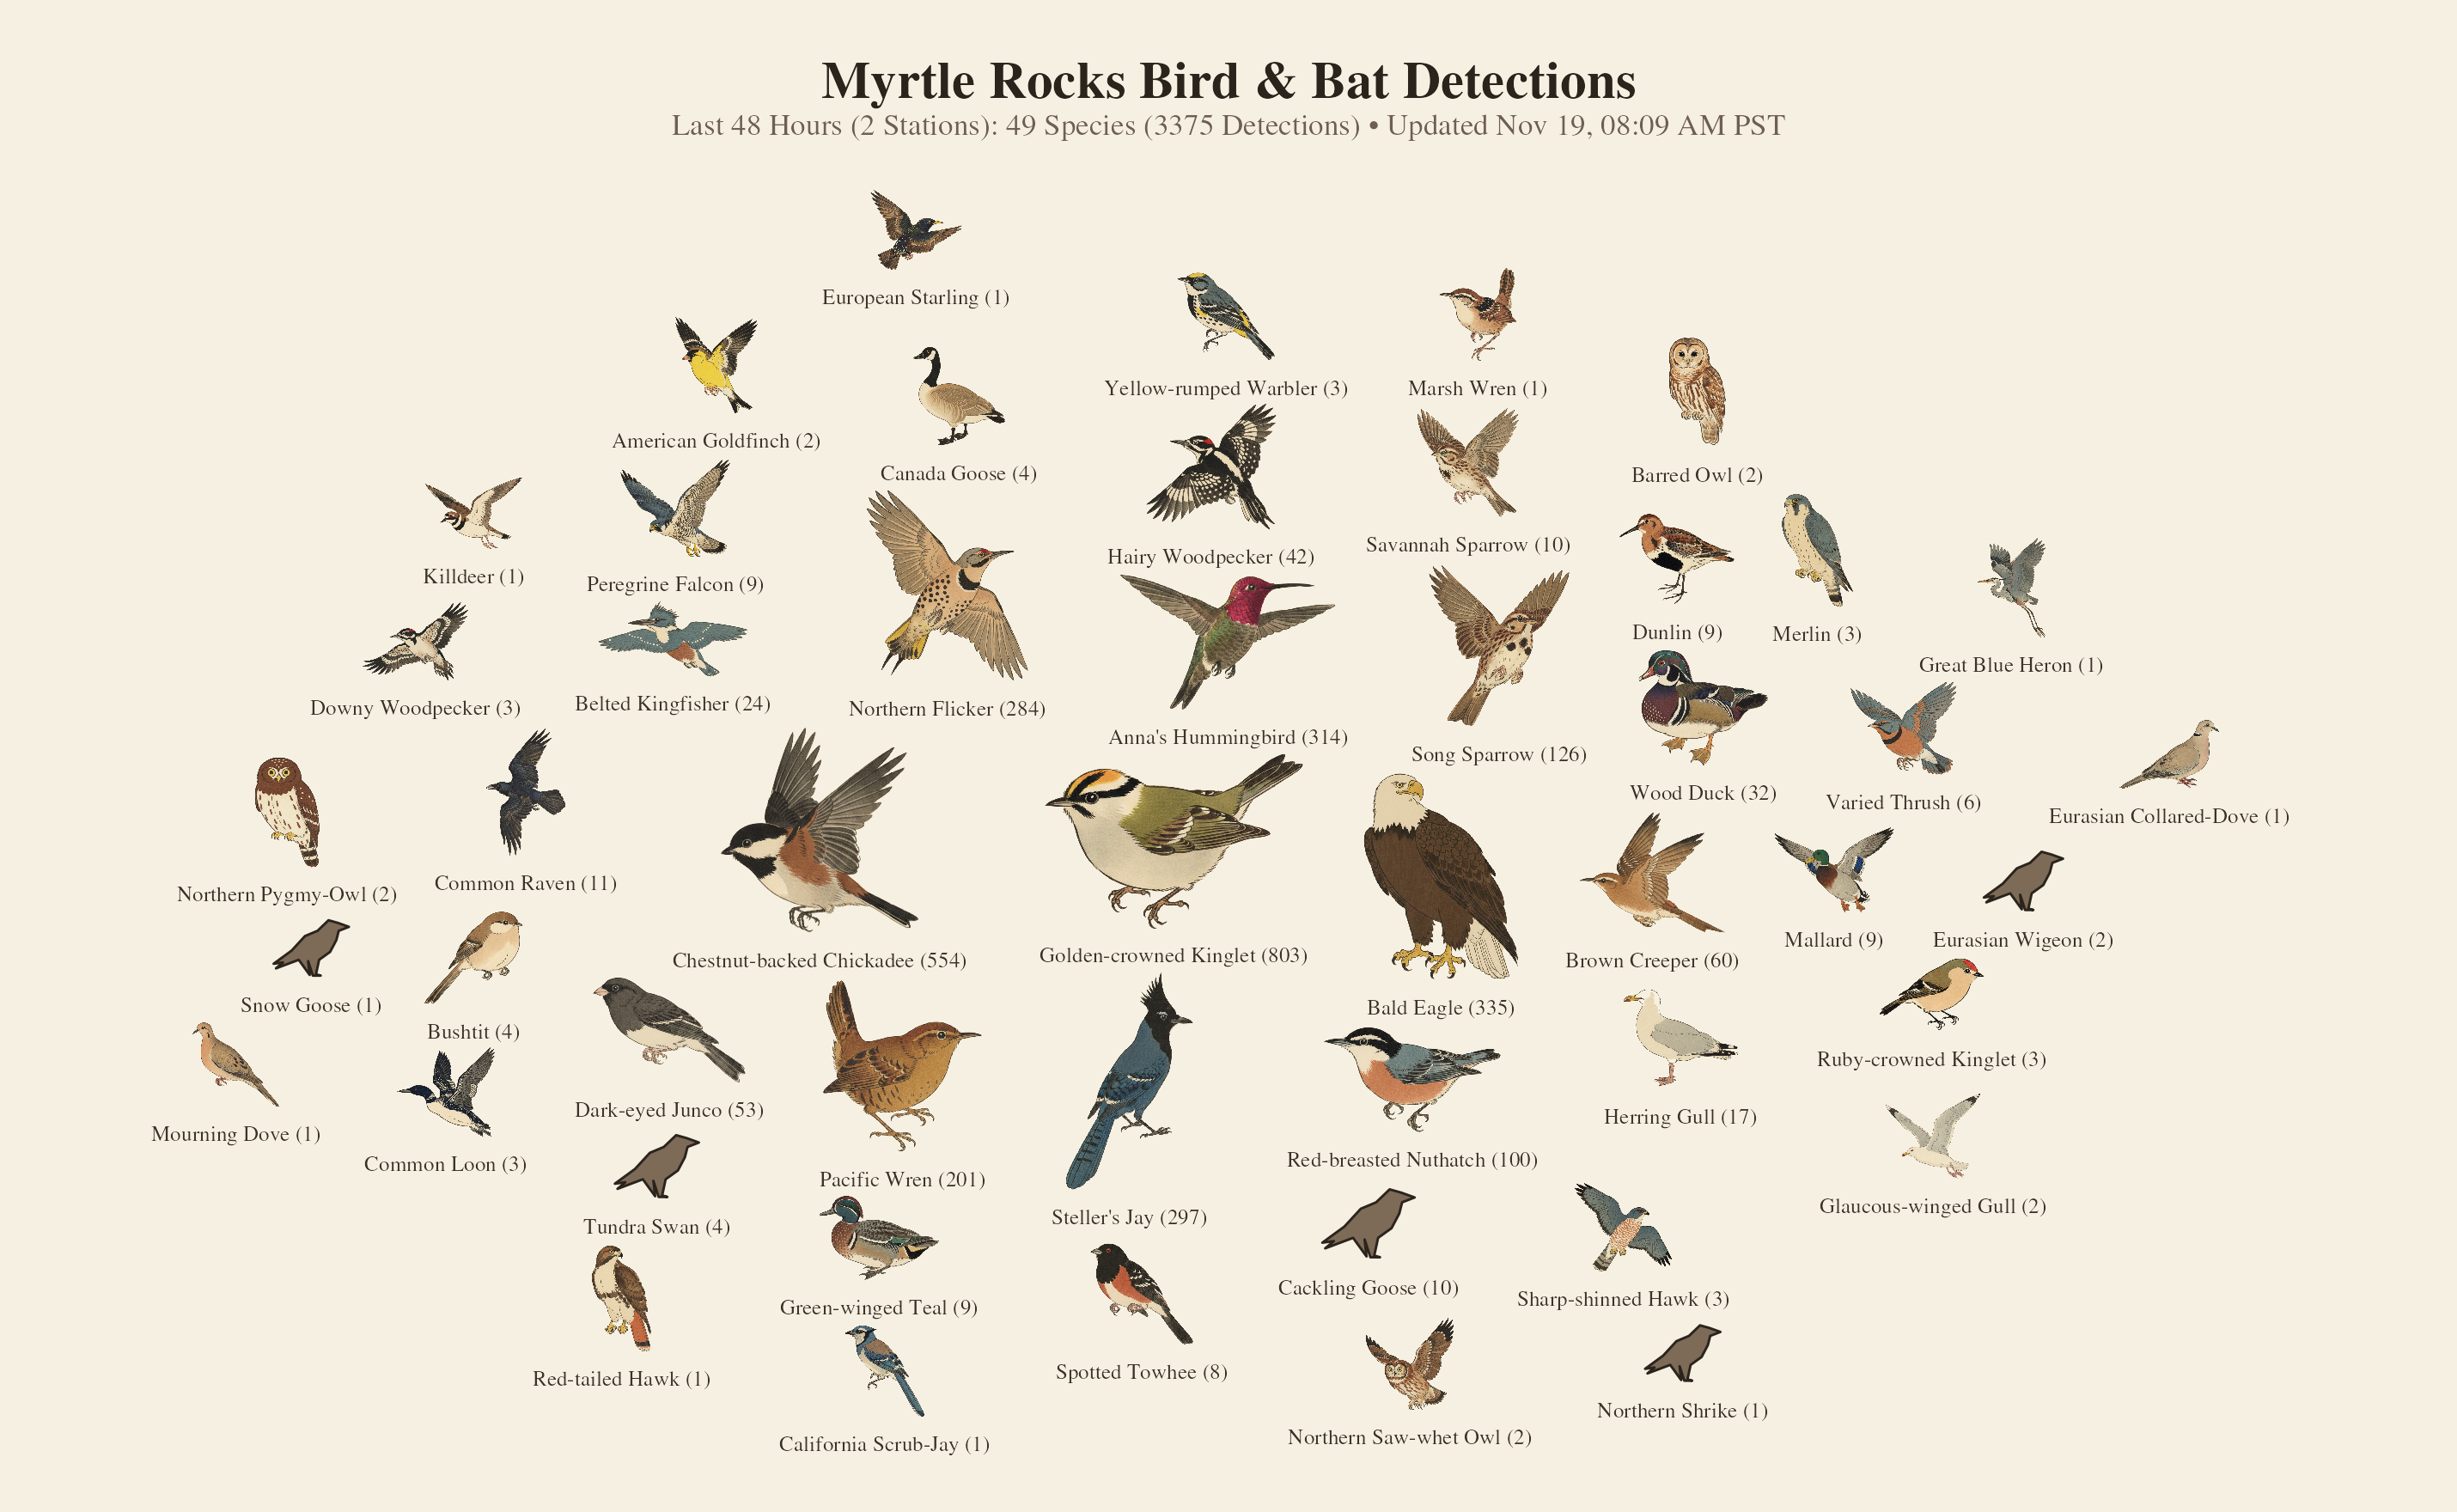 Myrtle Rocks Bird & Bat Detections
Last 48 Hours (2 Stations): 49 Species (3375 Detections) • Updated Nov 19, 08:09 AM PST
European Starling (1)
Yellow-rumped Warbler (3)
Marsh Wren (1)
American Goldfinch (2)
Canada Goose (4)
Barred Owl (2)
Savannah Sparrow (10)
Hairy Woodpecker (42)
Killdeer (1)
Peregrine Falcon (9)
Dunlin (9)
Merlin (3)
Great Blue Heron (1)
Downy Woodpecker (3)
Belted Kingfisher (24)
Northern Flicker (284)
Anna's Hummingbird (314)
Song Sparrow (126)
Wood Duck (32)
Varied Thrush (6)
Eurasian Collared-Dove (1)
Northern Pygmy-Owl (2)
Common Raven (11)
Chestnut-backed Chickadee (554)
Golden-crowned Kinglet (803)
Bald Eagle (335)
Brown Creeper (60)
Mallard (9)
Eurasian Wigeon (2)
Snow Goose (1)
Bushtit (4)
Ruby-crowned Kinglet (3)
Dark-eyed Junco (53)
Herring Gull (17)
Mourning Dove (1)
Common Loon (3)
Pacific Wren (201)
Red-breasted Nuthatch (100)
Steller's Jay (297)
Glaucous-winged Gull (2)
Tundra Swan (4)
Green-winged Teal (9)
Cackling Goose (10)
Sharp-shinned Hawk (3)
Red-tailed Hawk (1)
Spotted Towhee (8)
Northern Shrike (1)
California Scrub-Jay (1)
Northern Saw-whet Owl (2)